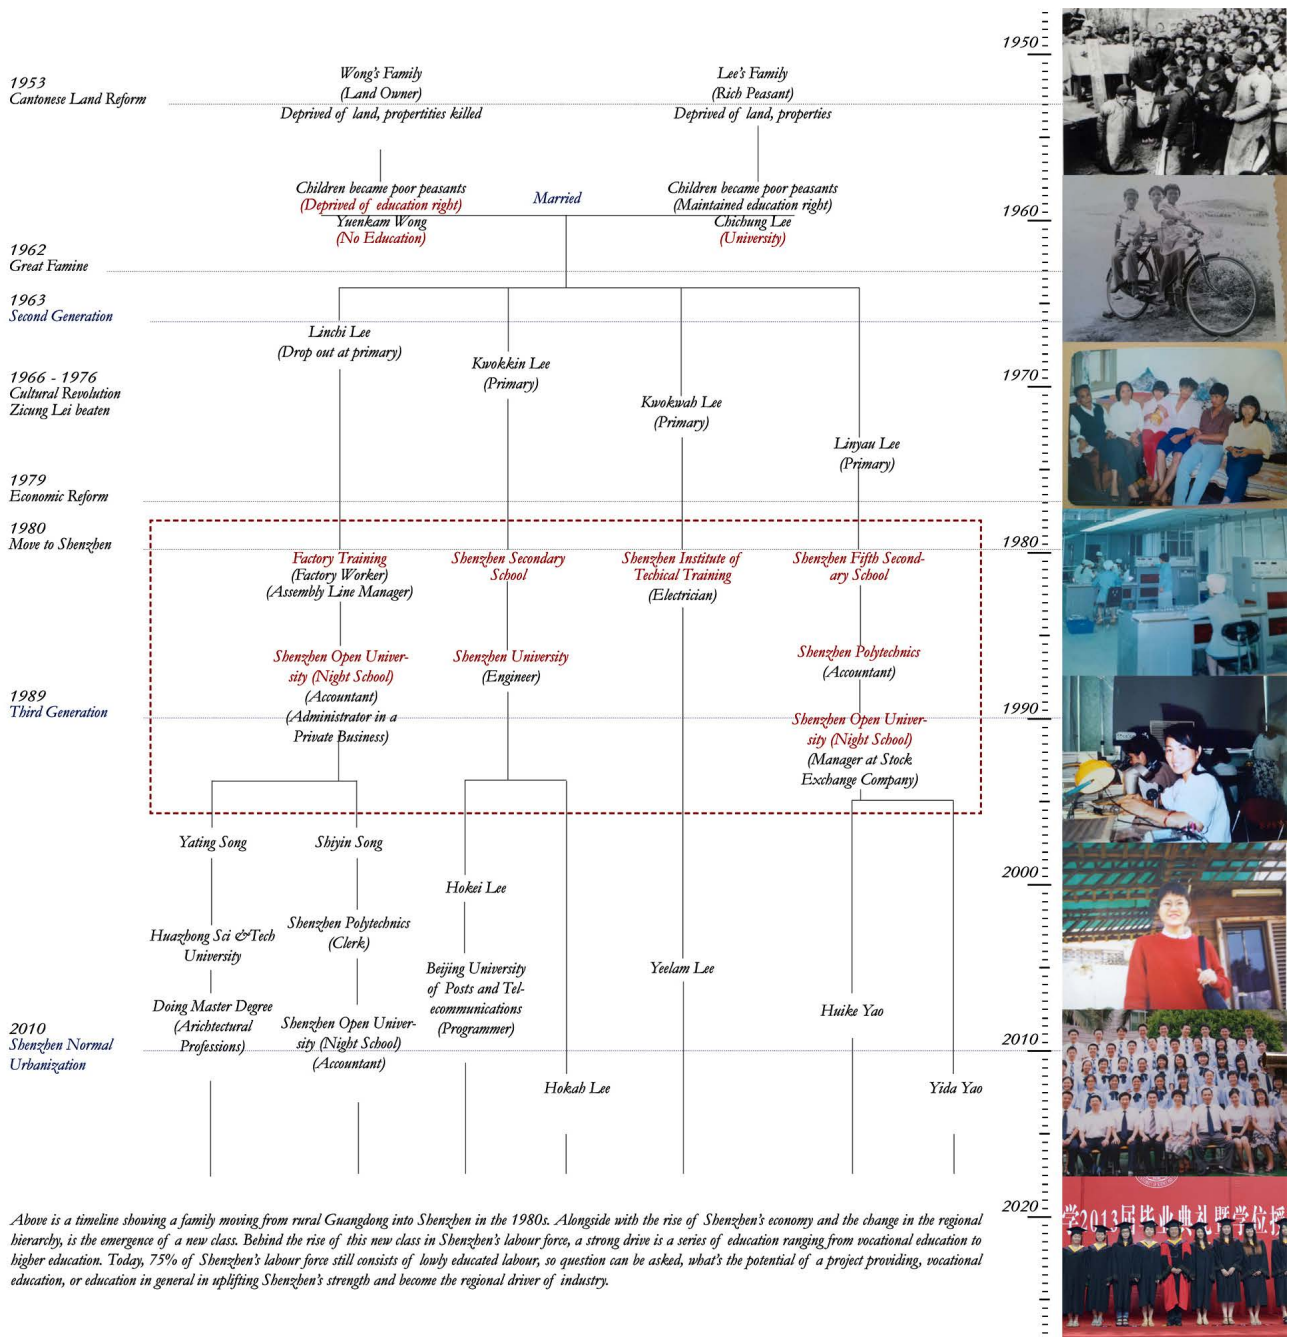 1953
Cantonese Land Reform
Wong's Family
(Land Owner)
Deprived of land, propertities killed
Lee's Family
(Rich Peasant)
Deprived of land, properties
Children became poor peasants
(Deprived of education right)
Yuenkam Wong
(No Education)
Married
Children became poor peasants
(Maintained education right)
Chichung Lee
(University)
1962
Great Famine
1963
Second Generation
Linchi Lee
(Drop out at primary)
Kwokkin Lee
(Primary)
Kwokwah Lee
(Primary)
Linyau Lee
(Primary)
1966 - 1976
Cultural Revolution
Zicung Lei beaten
1979
Economic Reform
1980
Move to Shenzhen
Factory Training
(Factory Worker)
(Assembly Line Manager)
Shenzhen Secondary
School
Shenzhen Institute of
Techical Training
(Electrician)
Shenzhen Fifth Second-
ary School
Shenzhen Open Univer-
sity (Night School)
(Accountant)
(Administrator in a
Private Business)
Shenzhen University
(Engineer)
Shenzhen Polytechnics
(Accountant)
Shenzhen Open Univer-
sity (Night School)
(Manager at Stock
Exchange Company)
1989
Third Generation
Yating Song
Shiyin Song
Hokei Lee
Huazhong Sci &Tech
University
Shenzhen Polytechnics
(Clerk)
Beijing University
of Posts and Tel-
ecommunications
(Programmer)
Yeelam Lee
Huike Yao
Doing Master Degree
(Arichtectural
Professions)
Shenzhen Open Univer-
sity (Night School)
(Accountant)
2010
Shenzhen Normal
Urbanization
Hokah Lee
Yida Yao
1950
1960
1970
1980
1990
2000
2010
2020
学2013届毕业典礼暨学位授
Above is a timeline showing a family moving from rural Guangdong into Shenzhen in the 1980s. Alongside with the rise of Shenzhen's economy and the change in the regional
hierarchy, is the emergence of a new class. Behind the rise of this new class in Shenzhen's labour force, a strong drive is a series of education ranging from vocational education to
higher education. Today, 75% of Shenzhen's labour force still consists of lowly educated labour, so question can be asked, what's the potential of a project providing, vocational
education, or education in general in uplifting Shenzhen's strength and become the regional driver of industry.